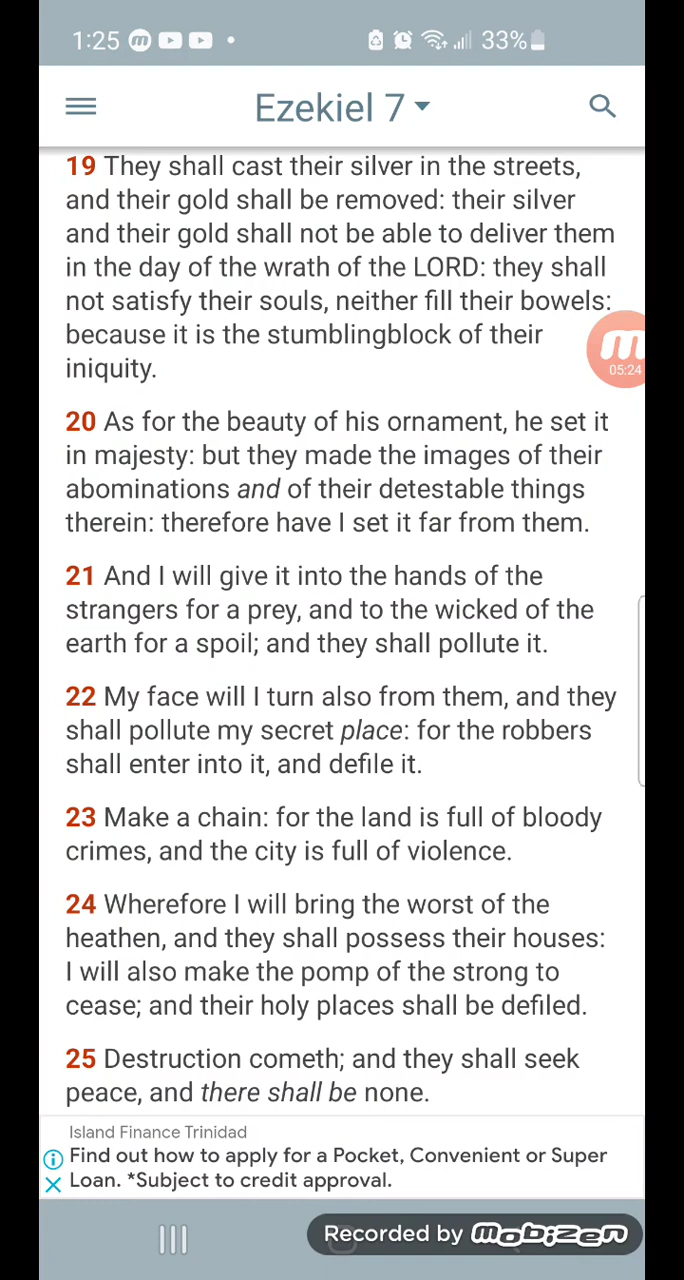 1:25 33%
Ezekiel 7
19 They shall cast their silver in the streets,
and their gold shall be removed: their silver
and their gold shall not be able to deliver them
in the day of the wrath of the LORD: they shall
not satisfy their souls, neither fill their bowels:
because it is the stumblingblock of their
iniquity.
m
05:24
20 As for the beauty of his ornament, he set it
in majesty: but they made the images of their
abominations and of their detestable things
therein: therefore have I set it far from them.
21 And I will give it into the hands of the
strangers for a prey, and to the wicked of the
earth for a spoil; and they shall pollute it.
22 My face will I turn also from them, and they
shall pollute my secret place: for the robbers
shall enter into it, and defile it.
23 Make a chain: for the land is full of bloody
crimes, and the city is full of violence.
24 Wherefore I will bring the worst of the
heathen, and they shall possess their houses:
I will also make the pomp of the strong to
cease; and their holy places shall be defiled.
25 Destruction cometh; and they shall seek
peace, and there shall be none.
Island Finance Trinidad
Find out how to apply for a Pocket, Convenient or Super
Loan. *Subject to credit approval.
Recorded by mobizen